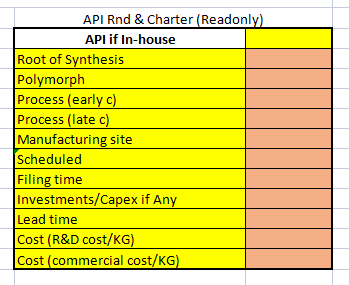 API Rnd & Charter (Readonly)
API if In-house
Root of Synthesis
Polymorph
Process (early c)
Process (late c)
Manufacturing site
Scheduled
Filing time
Investments/Capex if Any
Lead time
Cost (R&D cost/KG)
Cost (commercial cost/KG)